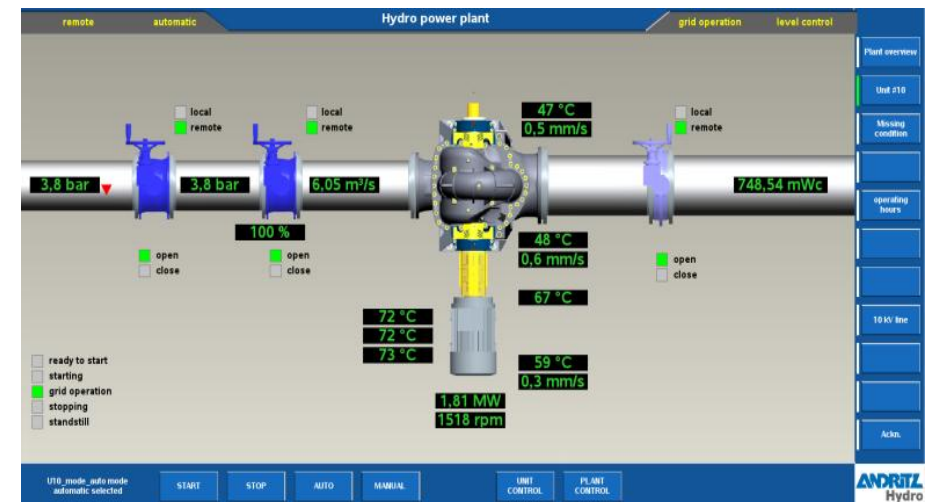 remote
automatic
Hydro power plant
grid operation
level control
Plant overview
Unit #10
Missing
condition
operating
hours
10 kV line
Ackn.
local
remote
local
remote
47 °C
0,5 mm/s
local
remote
3,8 bar
3,8 bar
6,05 m³/s
748,54 mWc
100 %
open
close
open
close
48 °C
0,6 mm/s
open
close
67 °C
72 °C
72 °C
73 °C
59 °C
0,3 mm/s
1,81 MW
1518 rpm
ready to start
starting
grid operation
stopping
standstill
U10_mode_auto mode
automatic selected
START
STOP
AUTO
MANUAL
UNIT
CONTROL
PLANT
CONTROL
ANDRITZ
Hydro